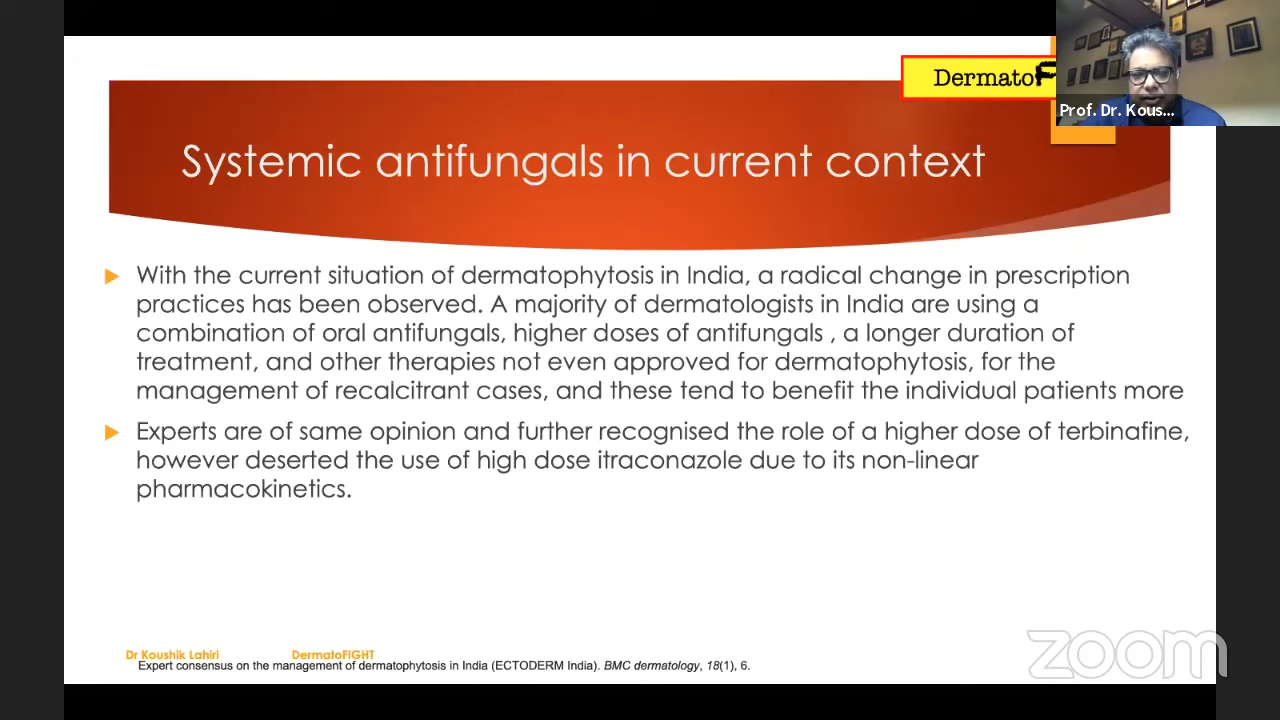 DermatoF
Prof. Dr. Kous...
Systemic antifungals in current context
With the current situation of dermatophytosis in India, a radical change in prescription
practices has been observed. A majority of dermatologists in India are using a
combination of oral antifungals, higher doses of antifungals , a longer duration of
treatment, and other therapies not even approved for dermatophytosis, for the
management of recalcitrant cases, and these tend to benefit the individual patients more
Experts are of same opinion and further recognised the role of a higher dose of terbinafine,
however deserted the use of high dose itraconazole due to its non-linear
pharmacokinetics.
Dr Koushik Lahiri DermatoFIGHT
Expert consensus on the management of dermatophytosis in India (ECTODERM India). BMC dermatology, 18(1), 6.
zoom